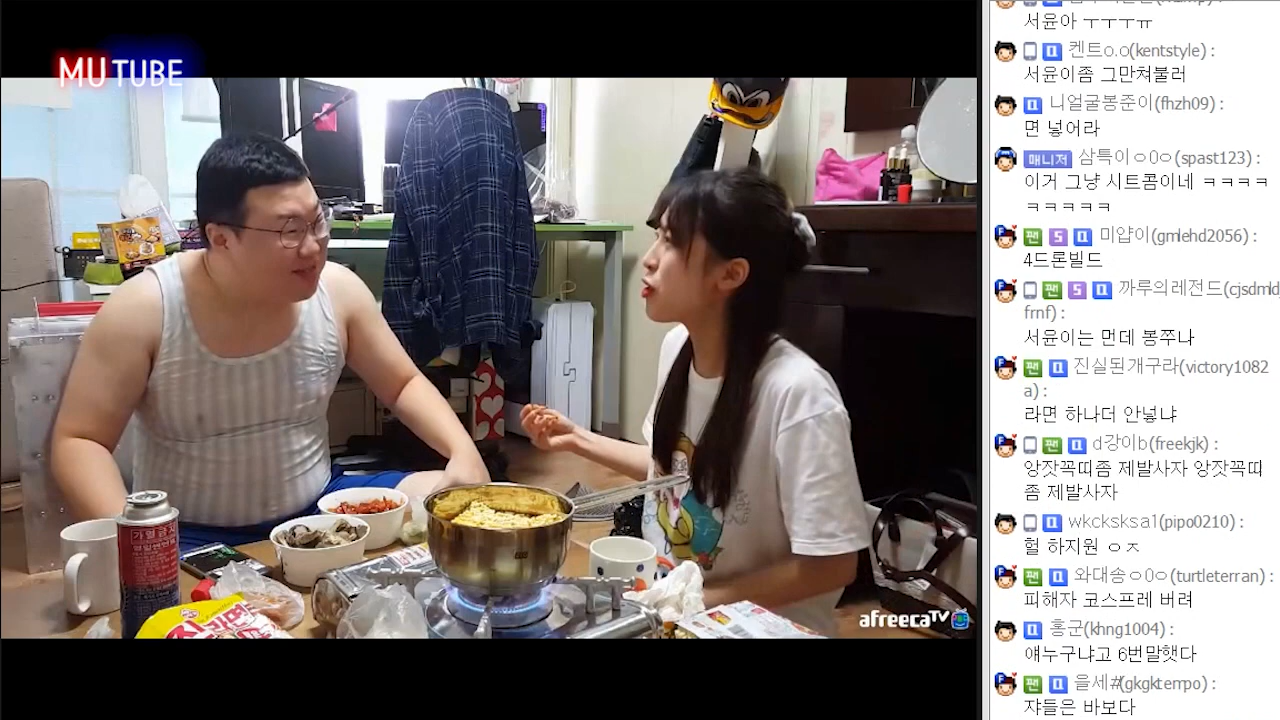 MUTUBE
afreecaTV
서윤아 ㅜㅜㅜㅠ
켄트o.o(kentstyle) :
서윤이좀 그만쳐불러
니얼굴봉준이(fhzh09) :
면 넣어라
매니저 삼특이ㅇ0ㅇ(spast123) :
이거 그냥 시트콤이네 ㅋㅋㅋㅋ
ㅋㅋㅋㅋㅋ
팬 S 미얍이(gmlehd2056) :
4드론빌드
팬 S 까루의레전드(cjsdmld
frnf) :
서윤이는 먼데 봉쭈나
팬 진실된개구라(victory1082
a) :
라면 하나더 안넣냐
팬 d강이b(freekjk) :
앙잣꼭띠좀 제발사자 앙잣꼭띠
좀 제발사자
wkcksksa1(pipo0210) :
헐 하지원 ㅇㅈ
팬 와대송ㅇ0ㅇ(turtleterran) :
피해자 코스프레 버려
홍군(khng1004) :
얘누구냐고 6번말햇다
팬 을세#(gkgktempo) :
쟈들은 바보다